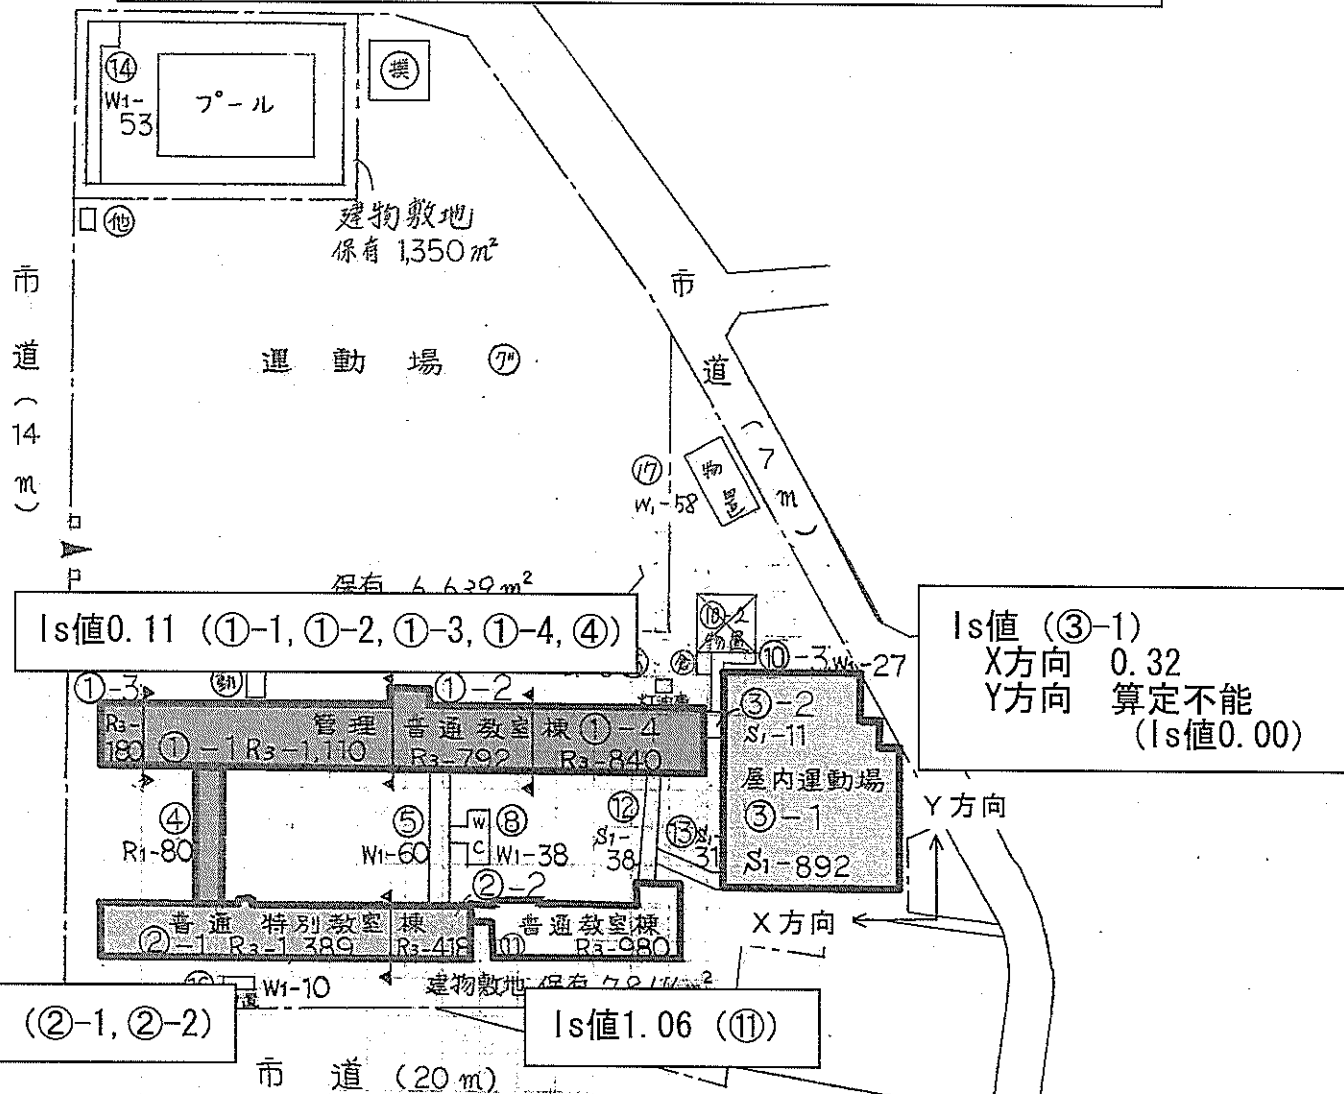 ⑭
W1-
53
プール
撲
他
建物敷地
保有 1,350㎡
市道(14m)
運動場
グ
市道(7m)
⑰
W1-58
物置
Is値0.11 (①-1, ①-2, ①-3, ①-4, ④)
⑩-2
物置
⑩-3
W1-27
Is値 (③-1)
X方向 0.32
Y方向 算定不能
(Is値0.00)
①-3
①-2
R3-
180
①-1 R3-1,110
管理
普通教室棟
①-4
R3-792
R3-840
③-2
S1-11
屋内運動場
③-1
S1-892
④
R1-80
⑤
W1-60
W
C
⑧
W1-38
⑫
S1-
38
⑬
S1-
31
Y方向
X方向
②-2
普通 特別教室棟
②-1 R3-1,389
R3-418
普通教室棟
⑪ R3-980
W1-10
建物敷地 保有
(②-1, ②-2)
Is値1.06 (⑪)
市道(20m)